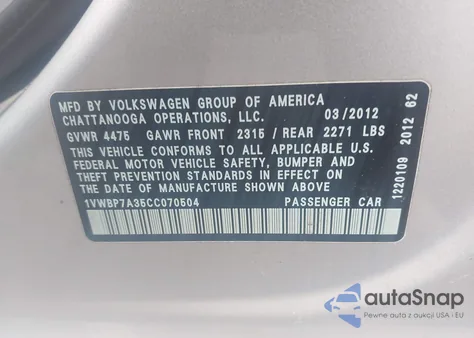 MFD BY VOLKSWAGEN GROUP OF AMERICA
CHATTANOOGA OPERATIONS, LLC. 03/2012
GVWR 4475 GAWR FRONT 2315 / REAR 2271 LBS
THIS VEHICLE CONFORMS TO ALL APPLICABLE U.S.
FEDERAL MOTOR VEHICLE SAFETY, BUMPER AND
THEFT PREVENTION STANDARDS IN EFFECT ON
THE DATE OF MANUFACTURE SHOWN ABOVE
1VWBP7A35CC070504 PASSENGER CAR
1220109 2012 62
autoSnap
Pewne auta z aukcji USA i EU